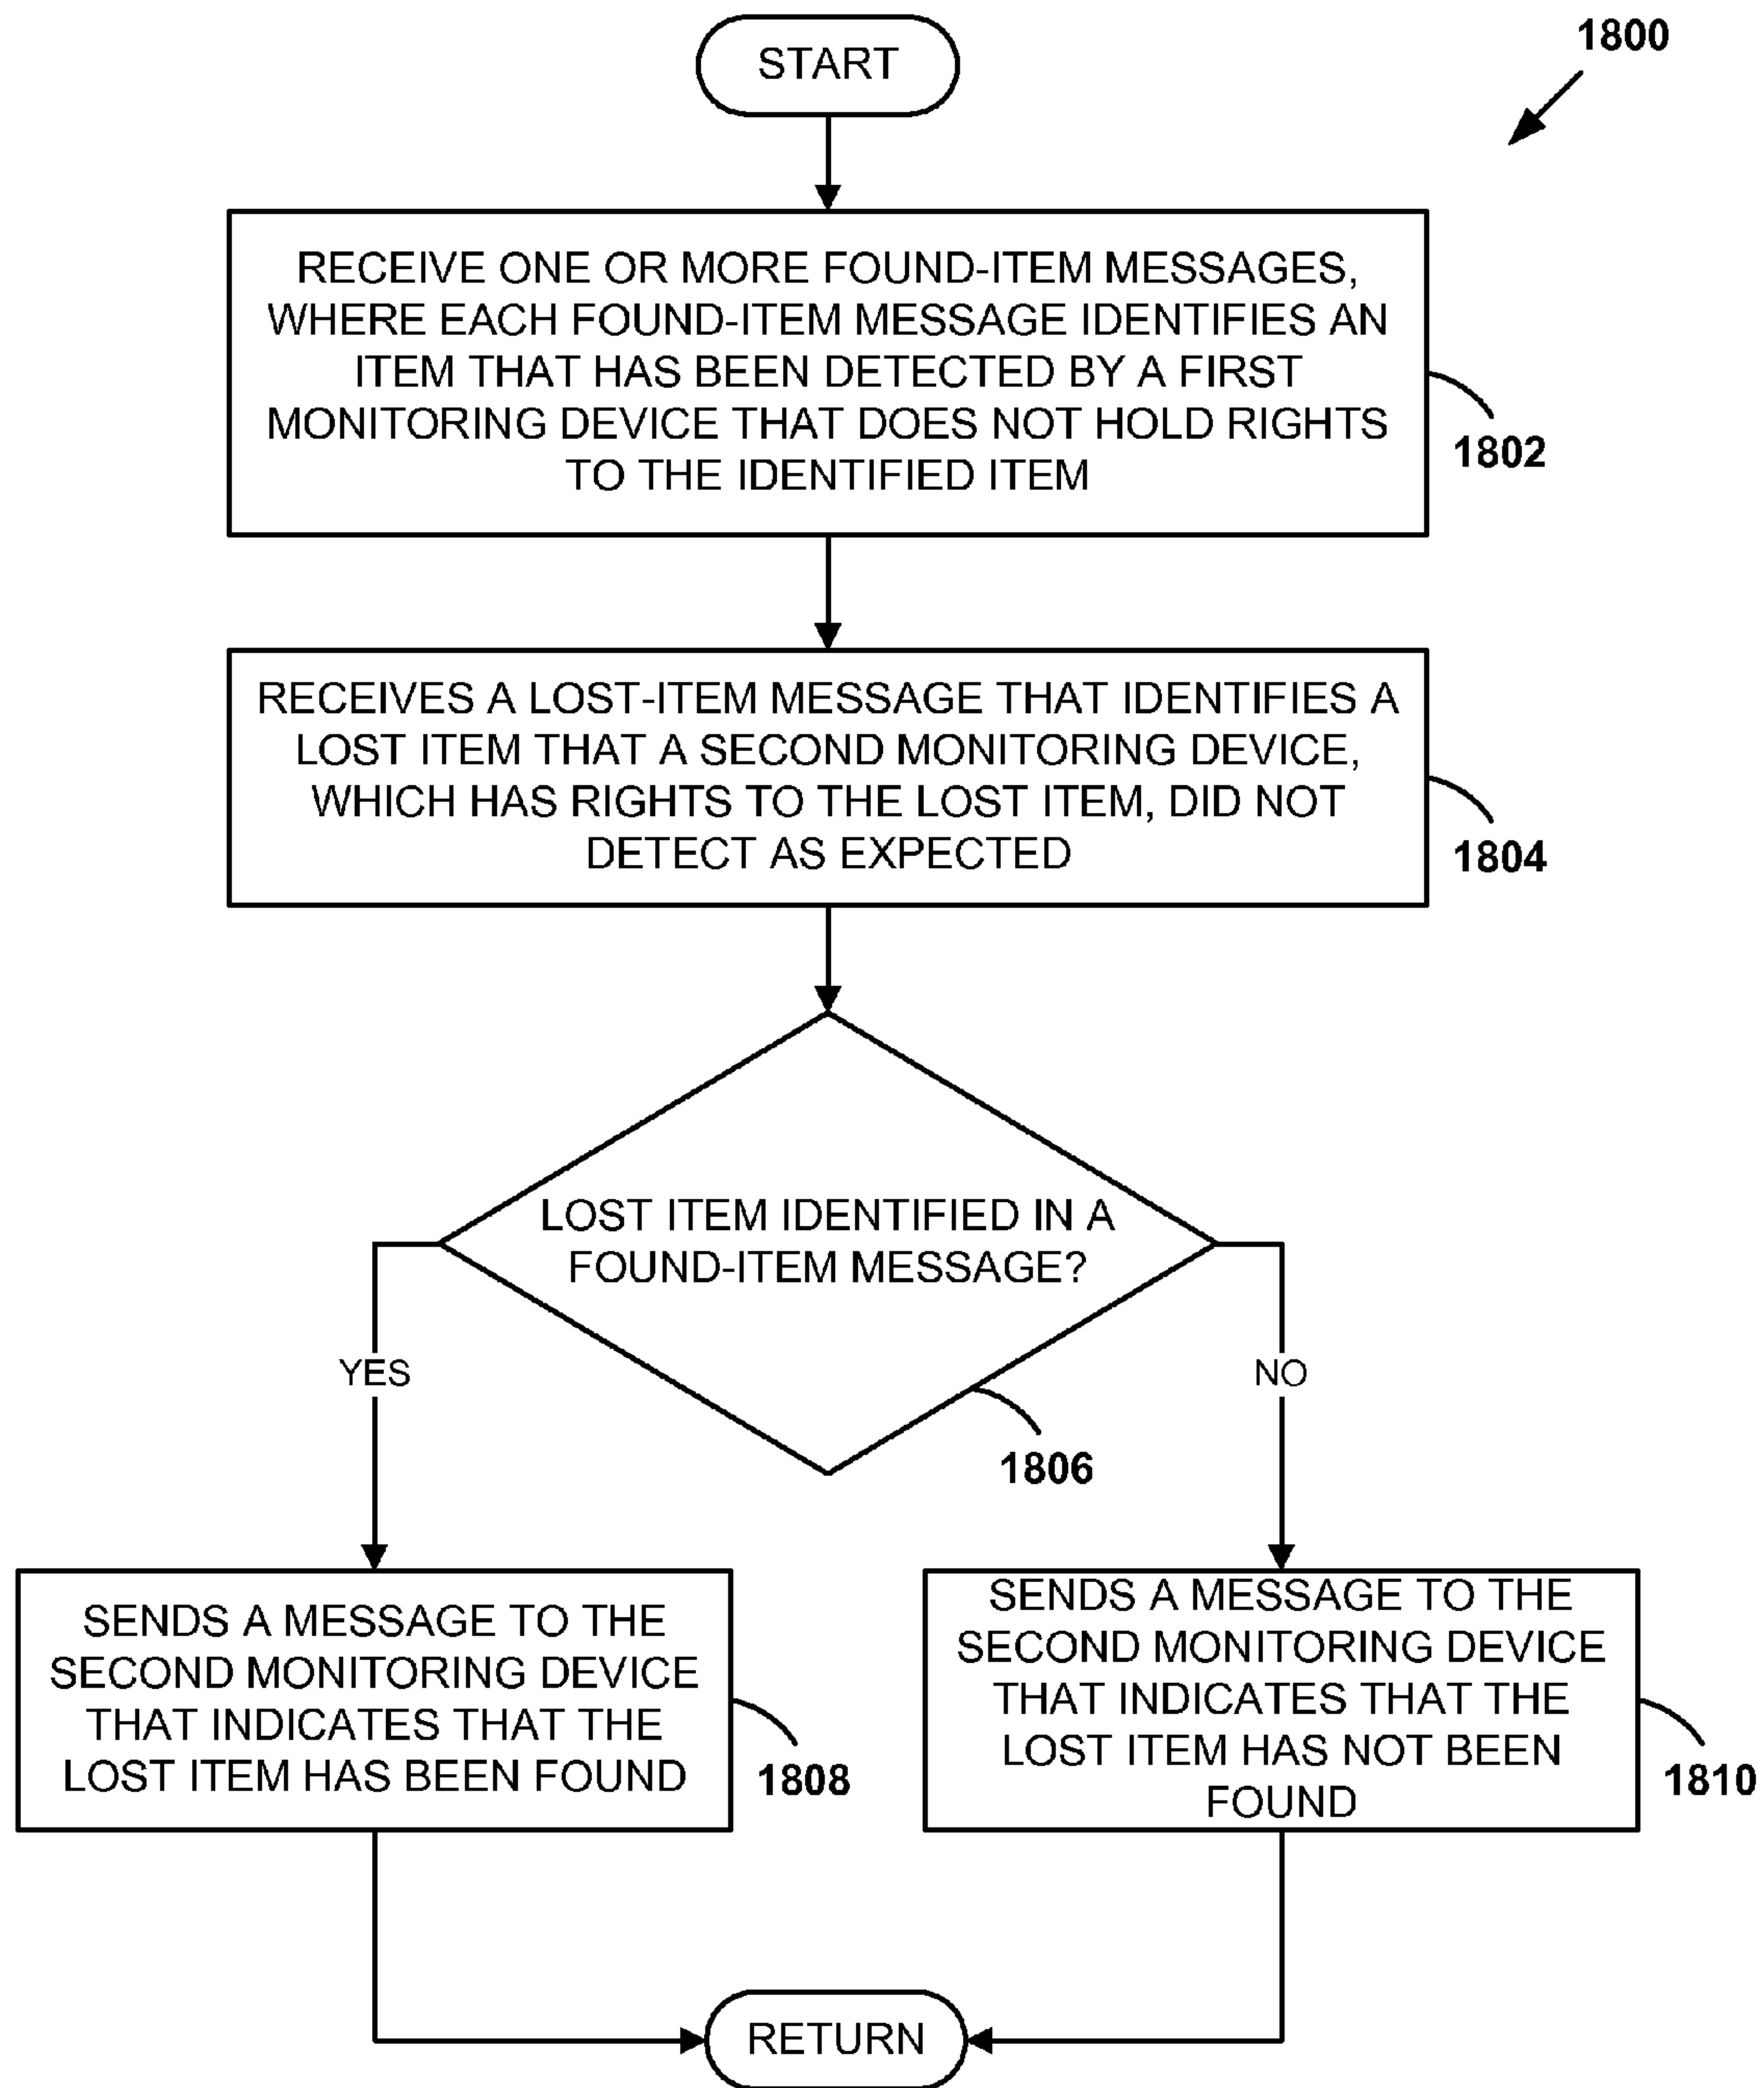 START
1800
RECEIVE ONE OR MORE FOUND-ITEM MESSAGES,
WHERE EACH FOUND-ITEM MESSAGE IDENTIFIES AN
ITEM THAT HAS BEEN DETECTED BY A FIRST
MONITORING DEVICE THAT DOES NOT HOLD RIGHTS
TO THE IDENTIFIED ITEM
1802
RECEIVES A LOST-ITEM MESSAGE THAT IDENTIFIES A
LOST ITEM THAT A SECOND MONITORING DEVICE,
WHICH HAS RIGHTS TO THE LOST ITEM, DID NOT
DETECT AS EXPECTED
1804
LOST ITEM IDENTIFIED IN A
FOUND-ITEM MESSAGE?
1806
YES
NO
SENDS A MESSAGE TO THE
SECOND MONITORING DEVICE
THAT INDICATES THAT THE
LOST ITEM HAS BEEN FOUND
1808
SENDS A MESSAGE TO THE
SECOND MONITORING DEVICE
THAT INDICATES THAT THE
LOST ITEM HAS NOT BEEN
FOUND
1810
RETURN